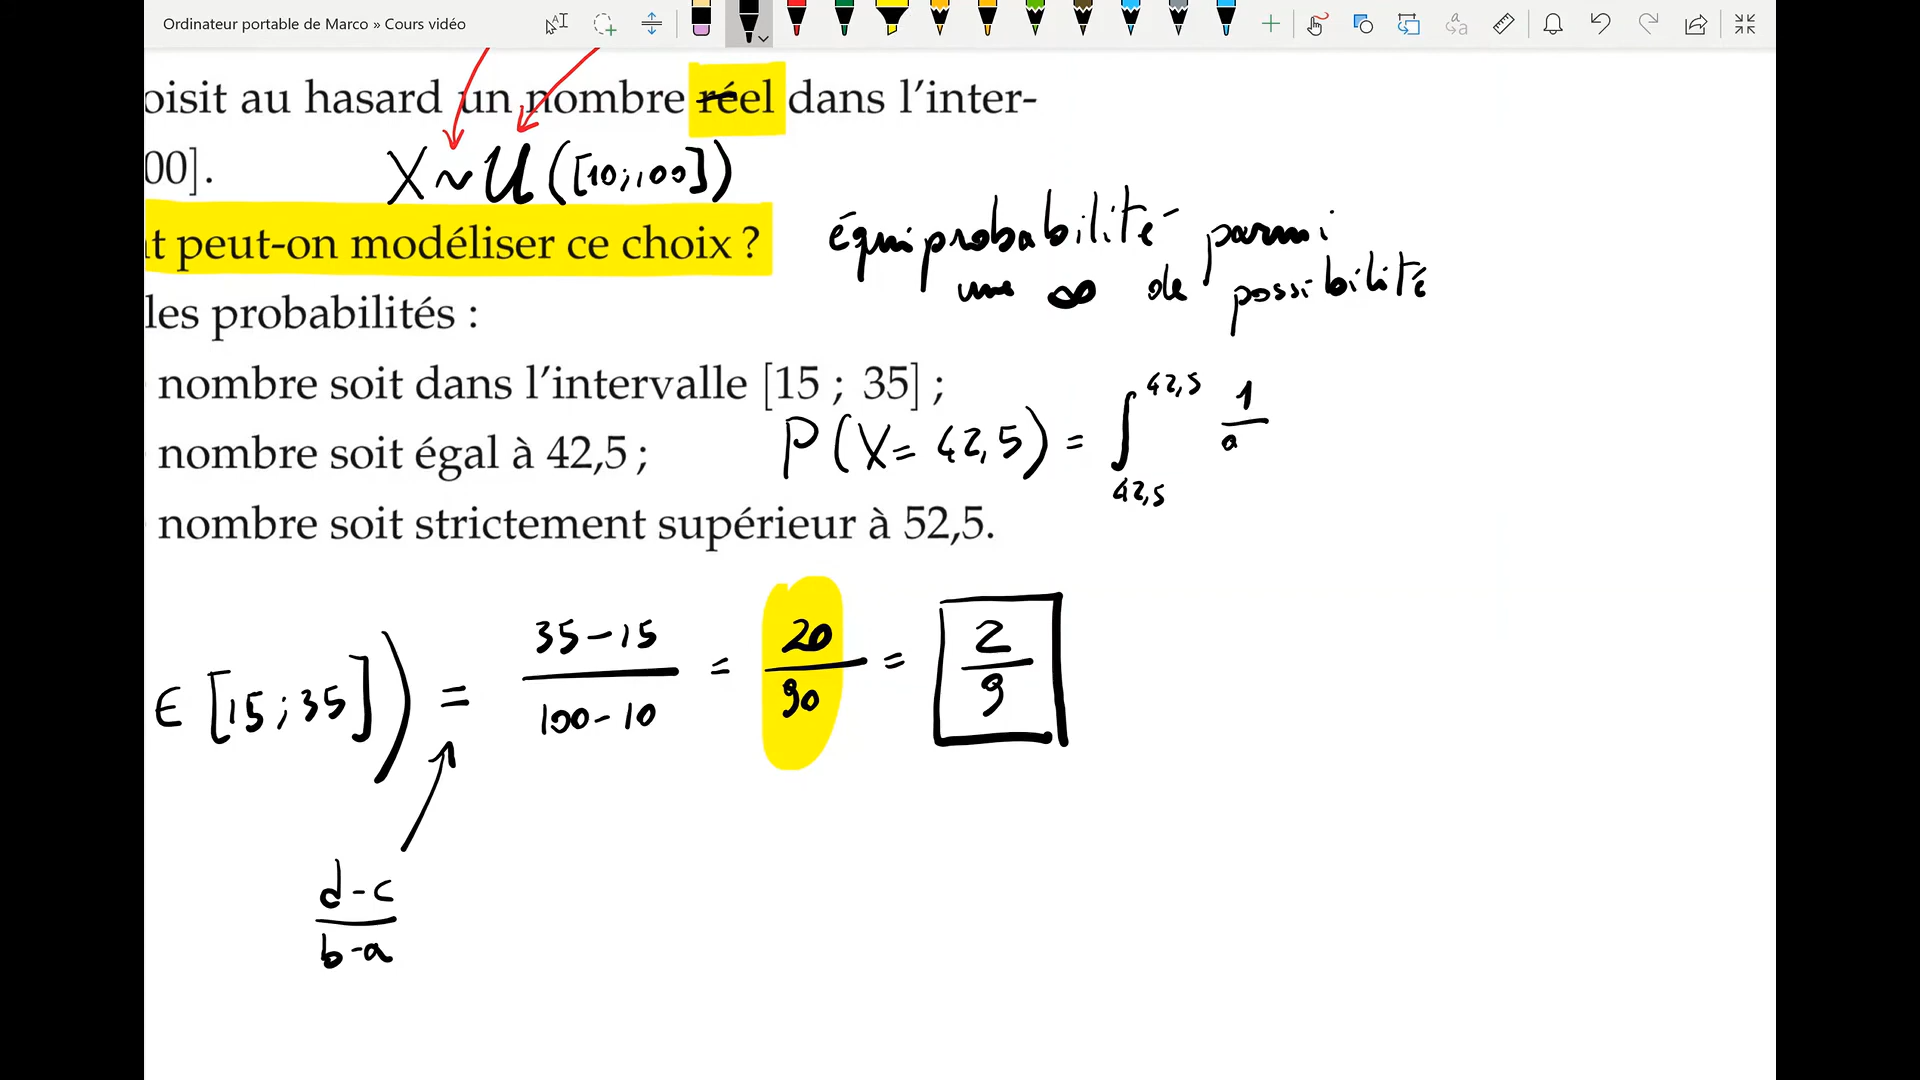 Ordinateur portable de Marco » Cours vidéo
oisit au hasard un nombre réel dans l’inter-
00].
X ~ U ([10;100])
t peut-on modéliser ce choix ?
équiprobabilité parmi
une ∞ de possibilité
les probabilités :
nombre soit dans l’intervalle [15 ; 35] ;
nombre soit égal à 42,5 ;
P(X = 42,5) = ∫_{42,5}^{42,5} 1/a
nombre soit strictement supérieur à 52,5.
∈ [15;35]) = (35-15)/(100-10) = 20/90 = 2/9
(d-c)/(b-a)